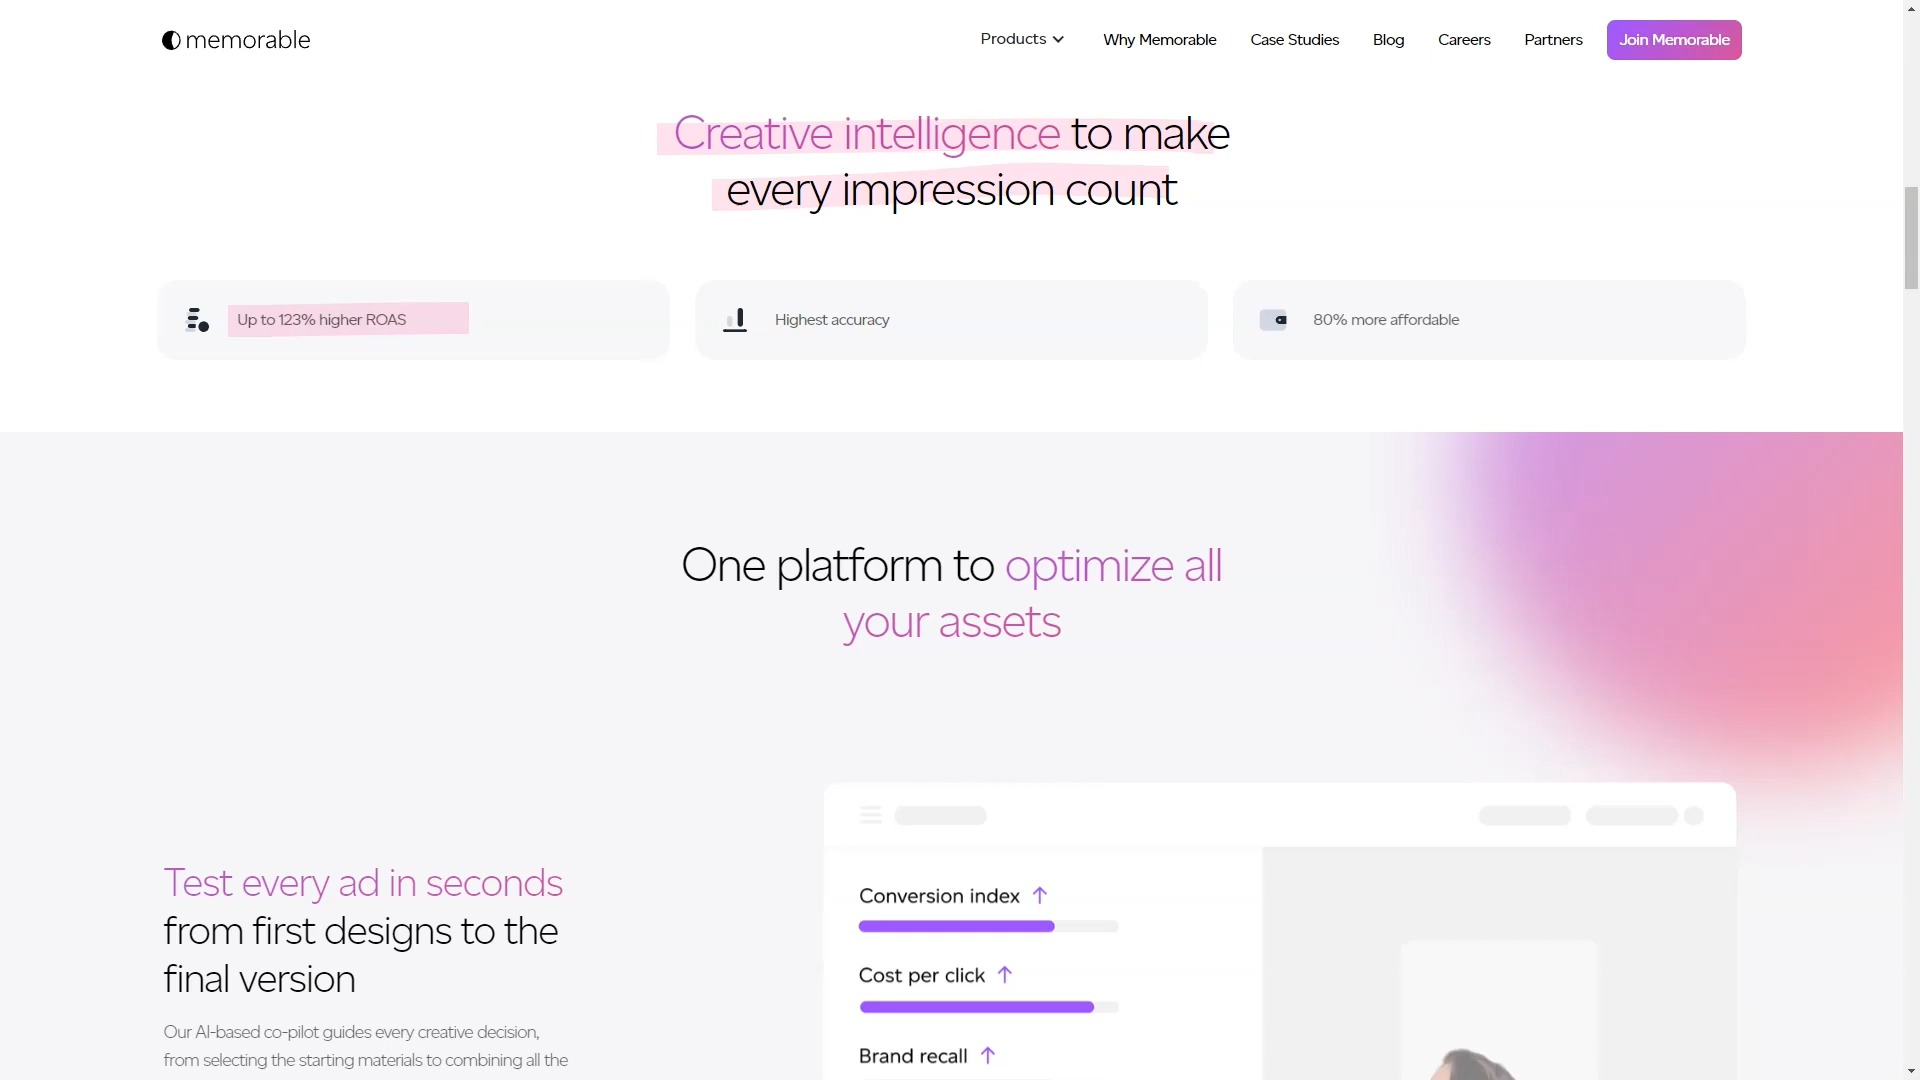 memorable
Products
Why Memorable
Case Studies
Blog
Careers
Partners
Join Memorable
Creative intelligence to make
every impression count
Up to 123% higher ROAS
Highest accuracy
80% more affordable
One platform to optimize all
your assets
Test every ad in seconds
from first designs to the
final version
Our AI-based co-pilot guides every creative decision,
from selecting the starting materials to combining all the
Conversion index ↑
Cost per click ↑
Brand recall ↑